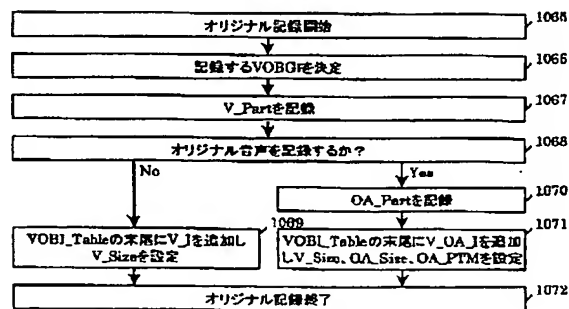 オリジナル記録開始 1065
記録するVOBGIを決定 1066
V_Partを記録 1067
オリジナル音声を記録するか? 1068
No
Yes
OA_Partを記録 1070
1069
VOBI_Tableの末尾にV_Iを追加し
V_Sizeを設定
1071
VOBI_Tableの末尾にV_OA_Iを追加
しV_Size、OA_Size、OA_PTMを設定
オリジナル記録終了 1072